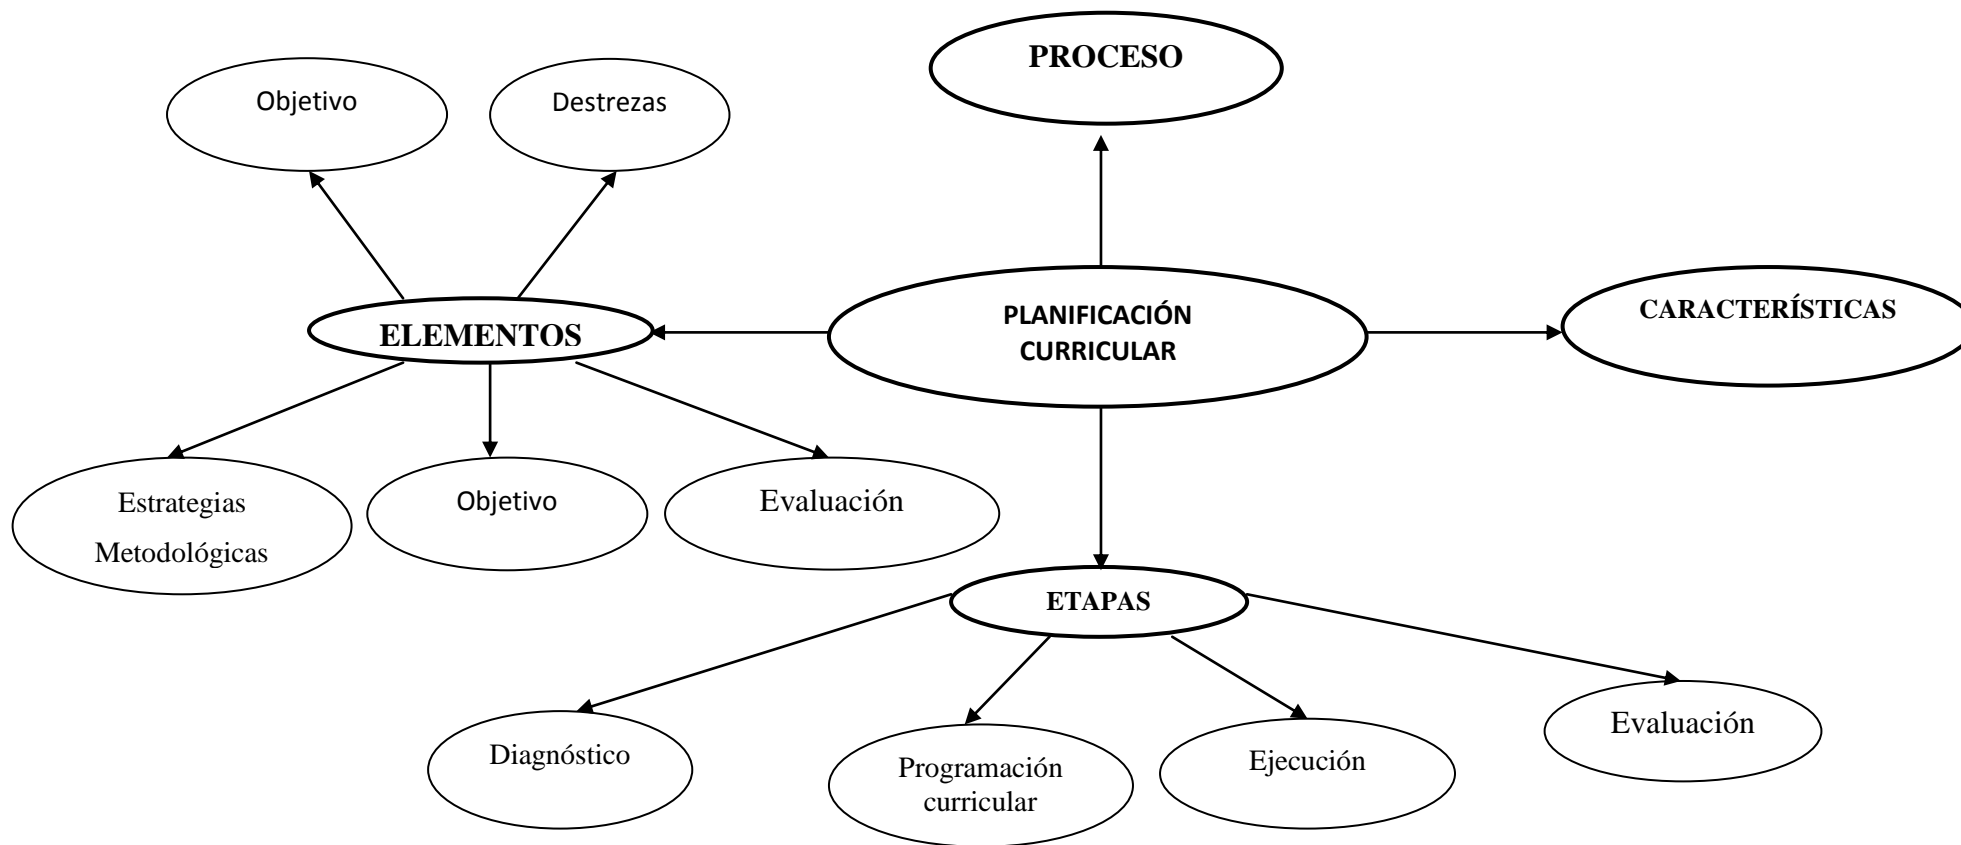 PROCESO
Objetivo
Destrezas
PLANIFICACIÓN
CURRICULAR
CARACTERÍSTICAS
ELEMENTOS
Estrategias
Metodológicas
Objetivo
Evaluación
ETAPAS
Diagnóstico
Programación
curricular
Ejecución
Evaluación